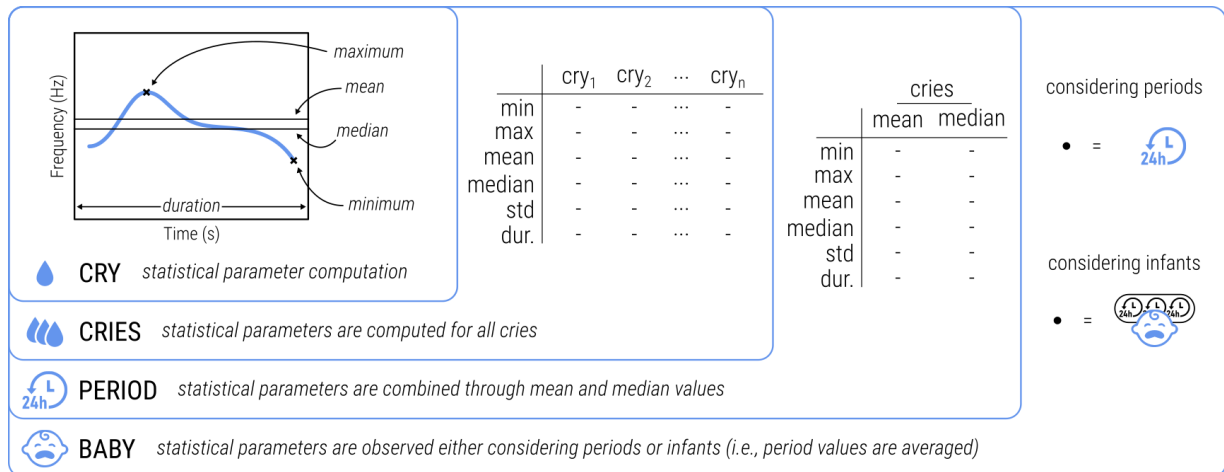 maximum
mean
median
minimum
Frequency (Hz)
duration
Time (s)
CRY statistical parameter computation
cry1 cry2 ... cryn
min - - ... -
max - - ... -
mean - - ... -
median - - ... -
std - - ... -
dur. - - ... -
CRIES statistical parameters are computed for all cries
cries
mean median
min - -
max - -
mean - -
median - -
std - -
dur. - -
24h PERIOD statistical parameters are combined through mean and median values
considering periods
• = 24h
considering infants
• = 24h 24h 24h
BABY statistical parameters are observed either considering periods or infants (i.e., period values are averaged)